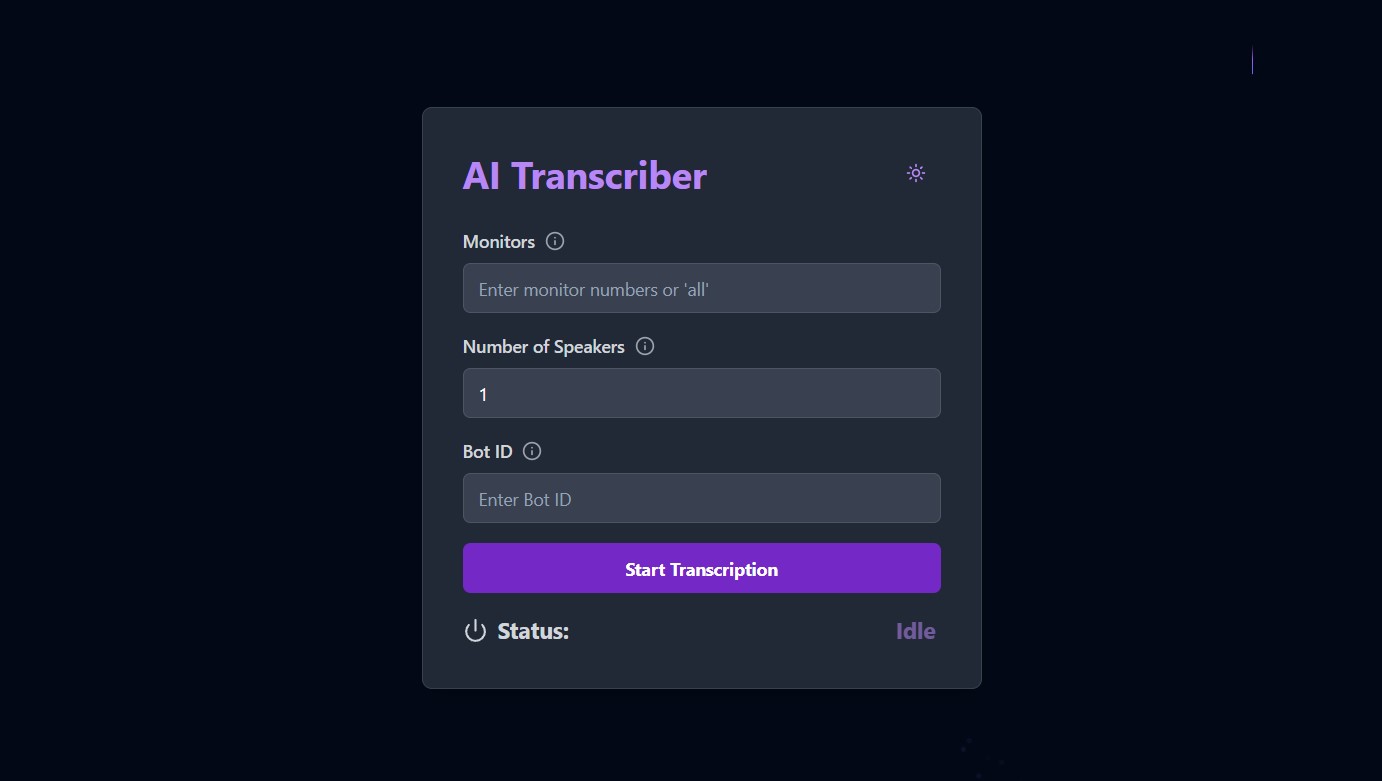 AI Transcriber
Monitors
Enter monitor numbers or 'all'
Number of Speakers
1
Bot ID
Enter Bot ID
Start Transcription
Status: Idle